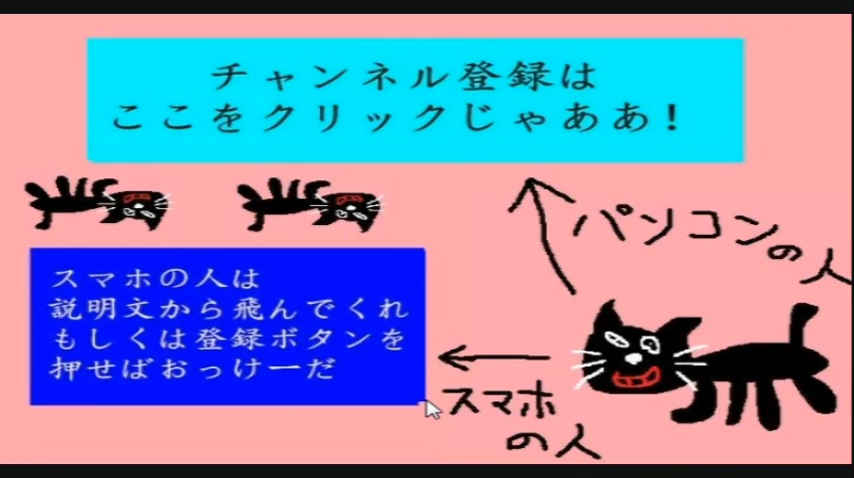 チャンネル登録は
ここをクリックじゃああ!
パソコンの人
スマホの人は
説明文から飛んでくれ
もしくは登録ボタンを
押せばおっけーだ
スマホ
の人